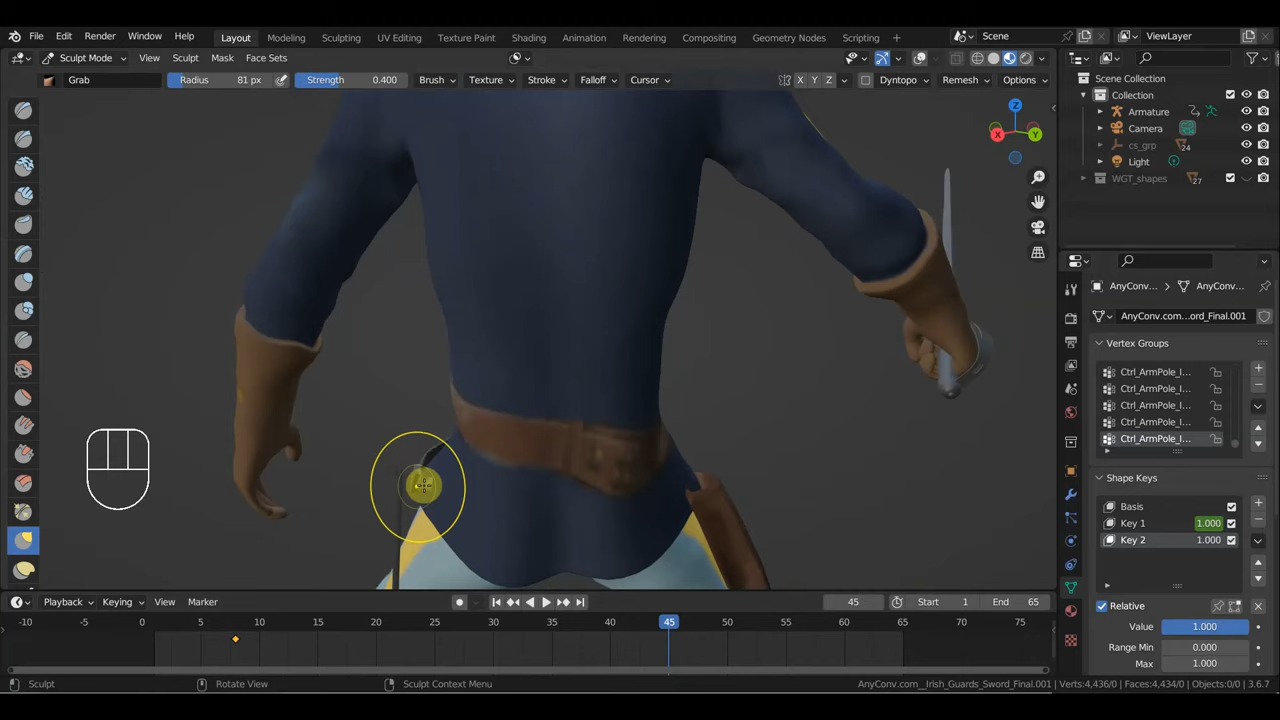 File Edit Render Window Help Layout Modeling Sculpting UV Editing Texture Paint Shading Animation Rendering Compositing Geometry Nodes Scripting + Scene ViewLayer
Sculpt Mode View Sculpt Mask Face Sets
Grab Radius 81 px Strength 0.400 Brush Texture Stroke Falloff Cursor X Y Z Dyntopo Remesh Options
Scene Collection
Collection
Armature
Camera
cs_grp 24
Light
WGT_shapes 27
Z
X
Y
AnyConv... AnyConv...
AnyConv.com...ord_Final.001
Vertex Groups
Ctrl_ArmPole_I...
Ctrl_ArmPole_I...
Ctrl_ArmPole_I...
Ctrl_ArmPole_I...
Ctrl_ArmPole_I...
Shape Keys
Basis
Key 1 1.000
Key 2 1.000
Relative
Value 1.000
Range Min 0.000
Max 1.000
Playback Keying View Marker 45 Start 1 End 65
-10 -5 0 5 10 15 20 25 30 35 40 45 50 55 60 65 70 75
Sculpt Rotate View Sculpt Context Menu AnyConv.com__Irish_Guards_Sword_Final.001 | Verts:4,436/0 | Faces:4,434/0 | Objects:0/0 | 3.6.7